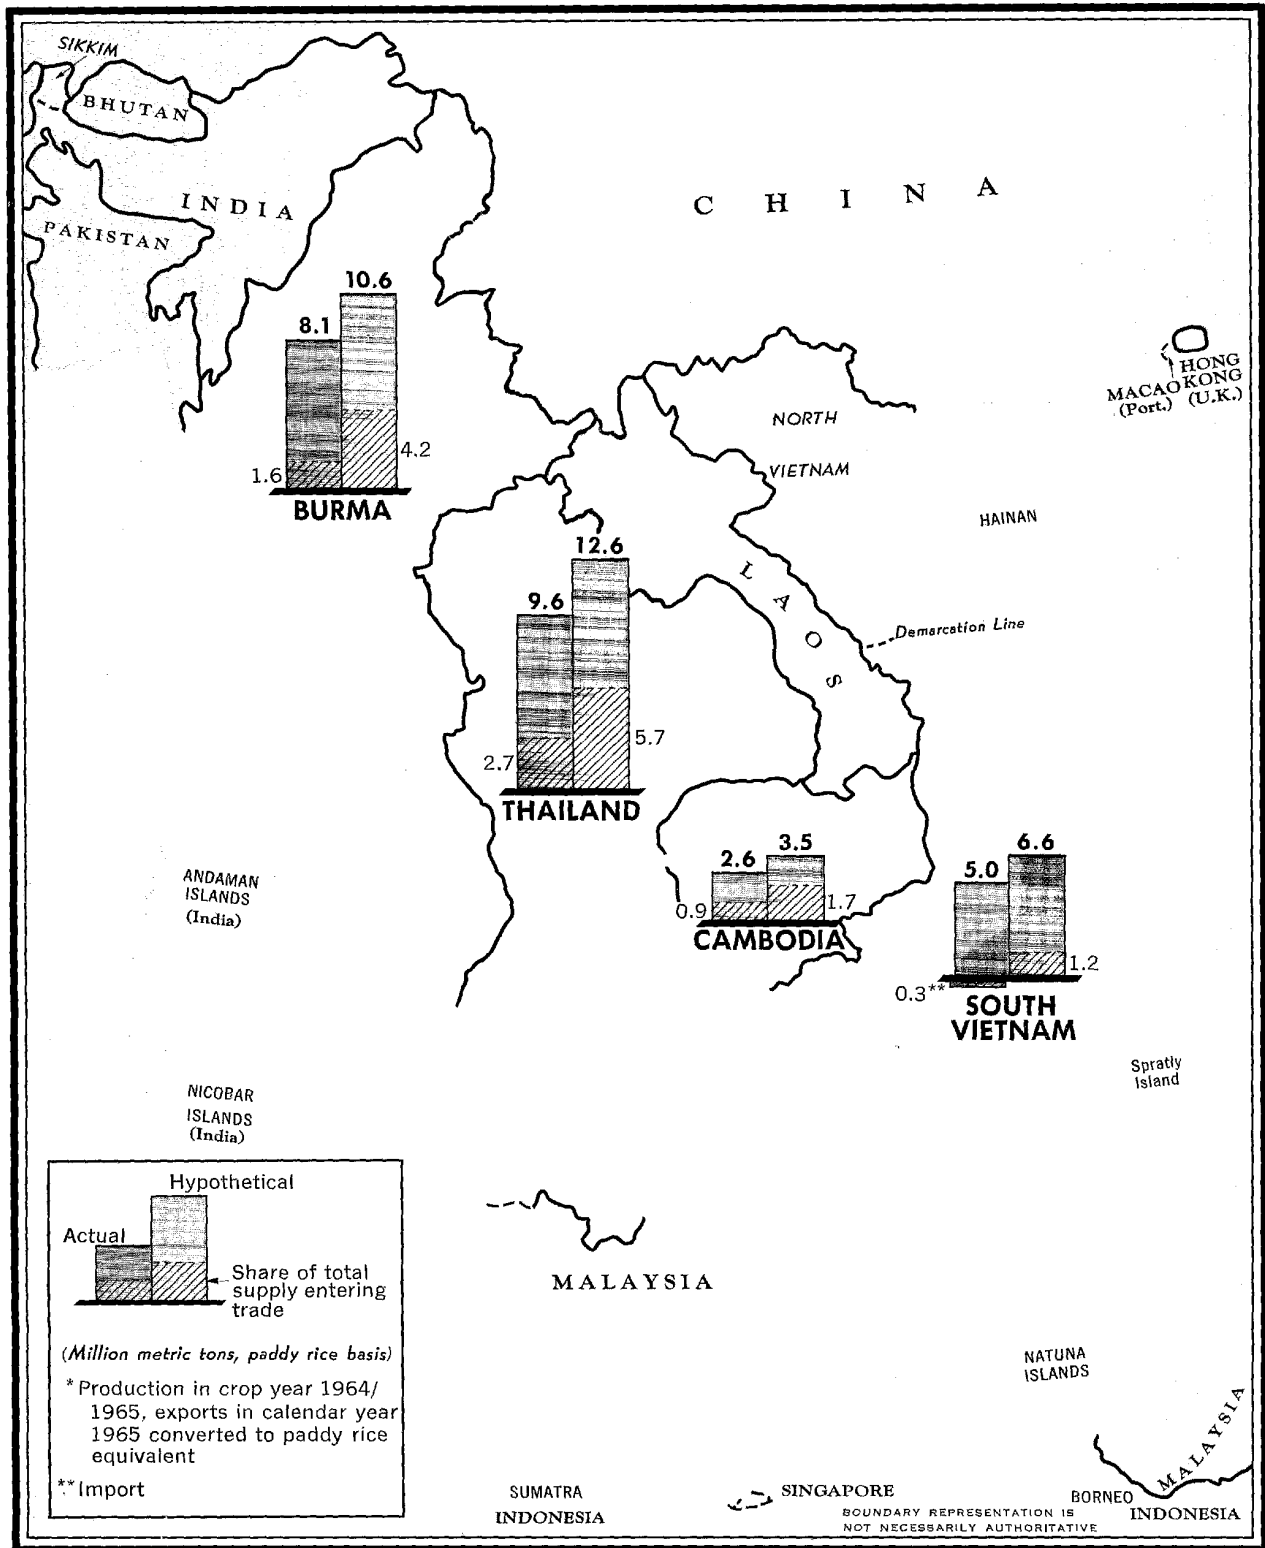 SIKKIM
BHUTAN
INDIA
PAKISTAN
CHINA
10.6
8.1
4.2
1.6
BURMA
HONG
KONG
(U.K.)
MACAO
(Port.)
NORTH
VIETNAM
HAINAN
LAOS
Demarcation Line
12.6
9.6
5.7
2.7
THAILAND
3.5
2.6
1.7
0.9
CAMBODIA
6.6
5.0
1.2
0.3**
SOUTH
VIETNAM
ANDAMAN
ISLANDS
(India)
Spratly
Island
NICOBAR
ISLANDS
(India)
Hypothetical
Actual
Share of total
supply entering
trade
(Million metric tons, paddy rice basis)
*Production in crop year 1964/
1965, exports in calendar year
1965 converted to paddy rice
equivalent
**Import
MALAYSIA
NATUNA
ISLANDS
MALAYSIA
SUMATRA
INDONESIA
SINGAPORE
BORNEO
INDONESIA
BOUNDARY REPRESENTATION IS
NOT NECESSARILY AUTHORITATIVE